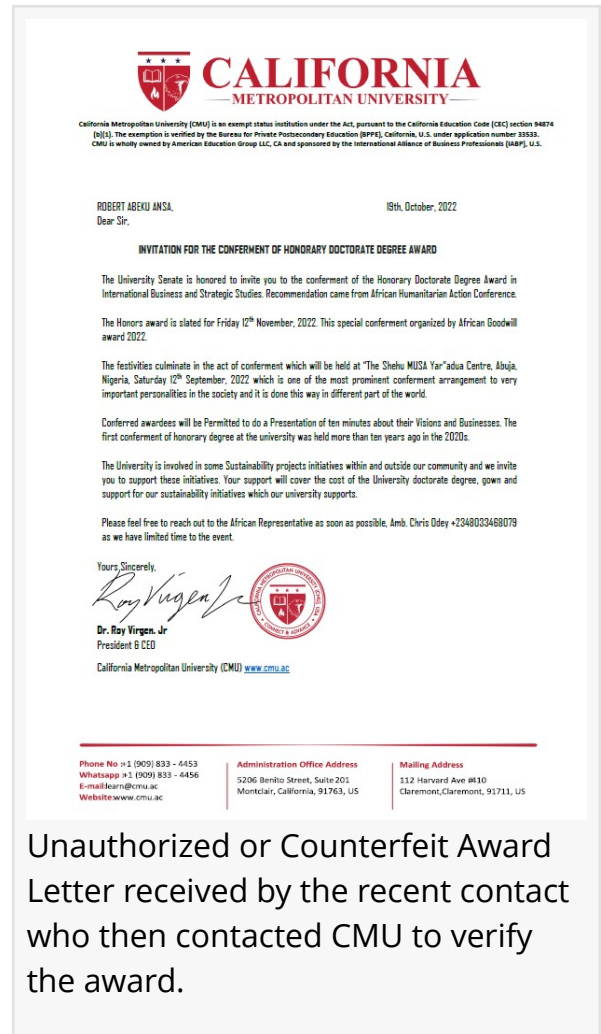 CALIFORNIA
METROPOLITAN UNIVERSITY
California Metropolitan University (CMU) is an exempt status institution under the Act, pursuant to the California Education Code (CEC) section 94874
(b)(1). The exemption is verified by the Bureau for Private Postsecondary Education (BPPE), California, U.S. under application number 33533.
CMU is wholly owned by American Education Group LLC, CA and sponsored by the International Alliance of Business Professionals (IABP), U.S.
ROBERT ABEKU ANSA, 19th, October, 2022
Dear Sir,
INVITATION FOR THE CONFERMENT OF HONORARY DOCTORATE DEGREE AWARD
The University Senate is honored to invite you to the conferment of the Honorary Doctorate Degree Award in
International Business and Strategic Studies. Recommendation came from African Humanitarian Action Conference.
The Honors award is slated for Friday 12th November, 2022. This special conferment organized by African Goodwill
award 2022.
The festivities culminate in the act of conferment which will be held at "The Shehu MUSA Yar"adua Centre, Abuja,
Nigeria, Saturday 12th September, 2022 which is one of the most prominent conferment arrangement to very
important personalities in the society and it is done this way in different part of the world.
Conferred awardees will be Permitted to do a Presentation of ten minutes about their Visions and Businesses. The
first conferment of honorary degree at the university was held more than ten years ago in the 2020s.
The University is involved in some Sustainability projects initiatives within and outside our community and we invite
you to support these initiatives. Your support will cover the cost of the University doctorate degree, gown and
support for our sustainability initiatives which our university supports.
Please feel free to reach out to the African Representative as soon as possible, Amb. Chris Odey +2348033468079
as we have limited time to the event.
Yours Sincerely,
Roy Virgen Jr
CALIFORNIA METROPOLITAN UNIVERSITY (CMU) USA
CONNECT & ADVANCE
Dr. Roy Virgen. Jr
President & CEO
California Metropolitan University (CMU) www.cmu.ac
Phone No :+1 (909) 833 - 4453
Whatsapp :+1 (909) 833 - 4456
E-mail:learn@cmu.ac
Website:www.cmu.ac
Administration Office Address
5206 Benito Street, Suite 201
Montclair, California, 91763, US
Mailing Address
112 Harvard Ave #410
Claremont,Claremont, 91711, US
Unauthorized or Counterfeit Award
Letter received by the recent contact
who then contacted CMU to verify
the award.